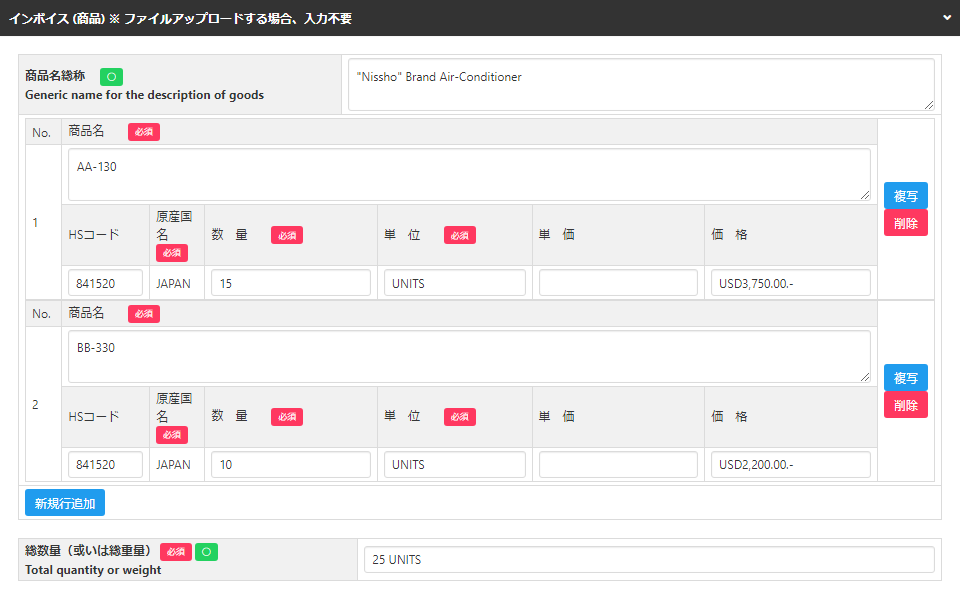 インボイス (商品) ※ ファイルアップロードする場合、入力不要
商品名総称 〇
Generic name for the description of goods
"Nissho" Brand Air-Conditioner
No. 商品名 必須
AA-130
1
HSコード 原産国名 必須 数 量 必須 単 位 必須 単 価 価 格
841520 JAPAN 15 UNITS USD3,750.00.-
複写
削除
No. 商品名 必須
BB-330
2
HSコード 原産国名 必須 数 量 必須 単 位 必須 単 価 価 格
841520 JAPAN 10 UNITS USD2,200.00.-
複写
削除
新規行追加
総数量（或いは総重量） 必須 〇
Total quantity or weight
25 UNITS